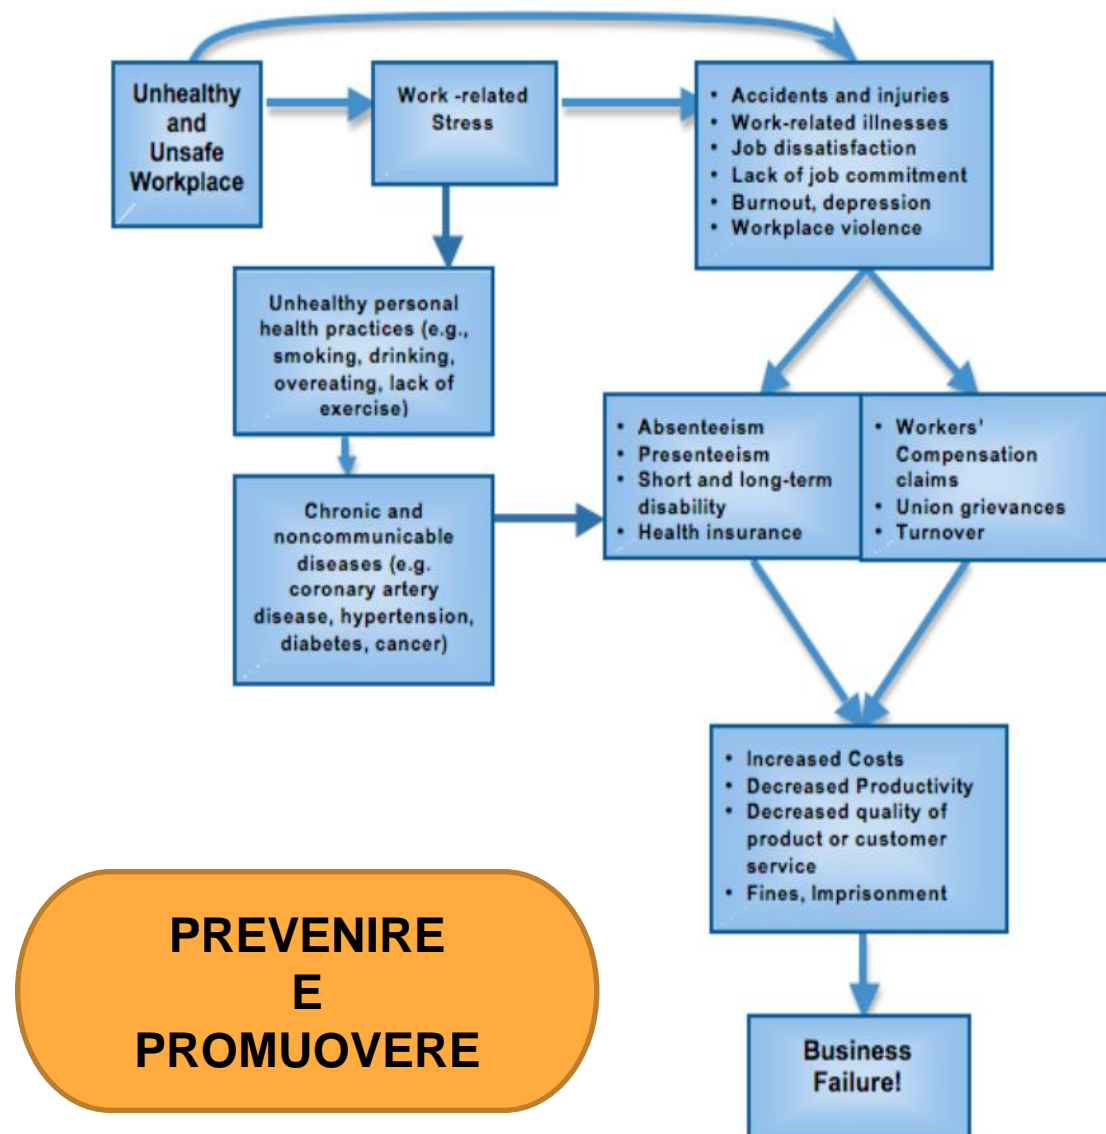 Unhealthy
and
Unsafe
Workplace
Work -related
Stress
• Accidents and injuries
• Work-related illnesses
• Job dissatisfaction
• Lack of job commitment
• Burnout, depression
• Workplace violence
Unhealthy personal
health practices (e.g.,
smoking, drinking,
overeating, lack of
exercise)
• Absenteeism
• Presenteeism
• Short and long-term
disability
• Health insurance
• Workers'
Compensation
claims
• Union grievances
• Turnover
Chronic and
noncommunicable
diseases (e.g.
coronary artery
disease, hypertension,
diabetes, cancer)
• Increased Costs
• Decreased Productivity
• Decreased quality of
product or customer
service
• Fines, Imprisonment
PREVENIRE
E
PROMUOVERE
Business
Failure!